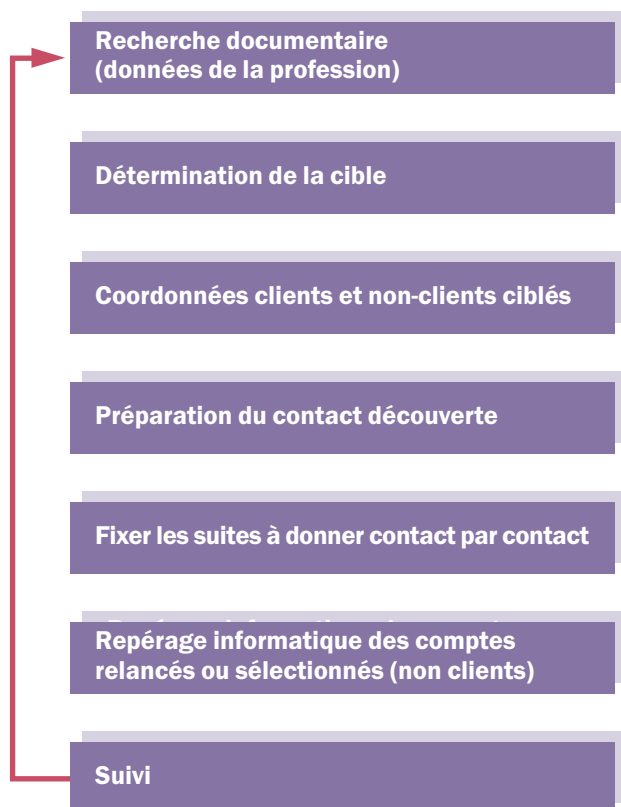 Recherche documentaire
(données de la profession)
Détermination de la cible
Coordonnées clients et non-clients ciblés
Préparation du contact découverte
Fixer les suites à donner contact par contact
Repérage informatique des comptes
relancés ou sélectionnés (non clients)
Suivi